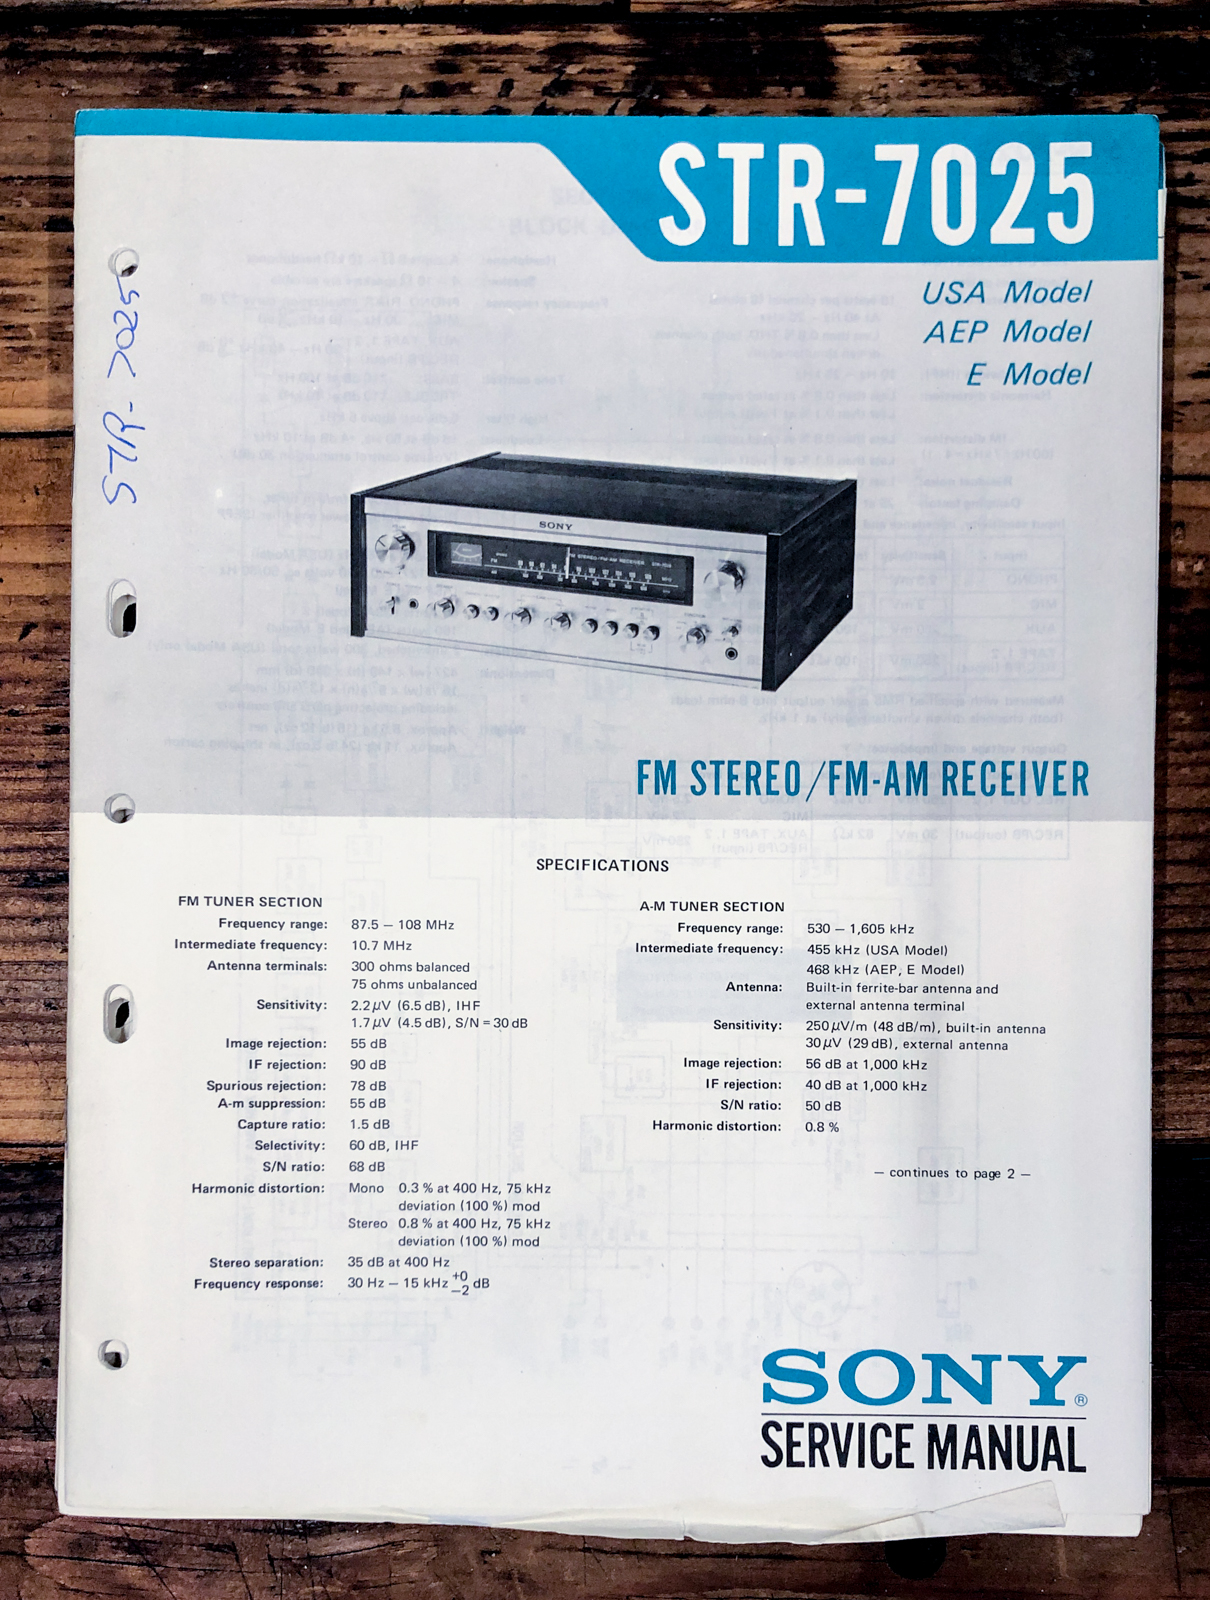 STR-7025
USA Model
AEP Model
E Model
STR-7025
SONY
FM STEREO/FM-AM RECEIVER
FM STEREO/FM-AM RECEIVER
SPECIFICATIONS
FM TUNER SECTION
Frequency range: 87.5 – 108 MHz
Intermediate frequency: 10.7 MHz
Antenna terminals: 300 ohms balanced
75 ohms unbalanced
Sensitivity: 2.2 μV (6.5 dB), IHF
1.7 μV (4.5 dB), S/N = 30 dB
Image rejection: 55 dB
IF rejection: 90 dB
Spurious rejection: 78 dB
A-m suppression: 55 dB
Capture ratio: 1.5 dB
Selectivity: 60 dB, IHF
S/N ratio: 68 dB
Harmonic distortion: Mono 0.3 % at 400 Hz, 75 kHz
deviation (100 %) mod
Stereo 0.8 % at 400 Hz, 75 kHz
deviation (100 %) mod
Stereo separation: 35 dB at 400 Hz
Frequency response: 30 Hz – 15 kHz +0 –2 dB
A-M TUNER SECTION
Frequency range: 530 – 1,605 kHz
Intermediate frequency: 455 kHz (USA Model)
468 kHz (AEP, E Model)
Antenna: Built-in ferrite-bar antenna and
external antenna terminal
Sensitivity: 250 μV/m (48 dB/m), built-in antenna
30 μV (29 dB), external antenna
Image rejection: 56 dB at 1,000 kHz
IF rejection: 40 dB at 1,000 kHz
S/N ratio: 50 dB
Harmonic distortion: 0.8 %
– continues to page 2 –
SONY®
SERVICE MANUAL